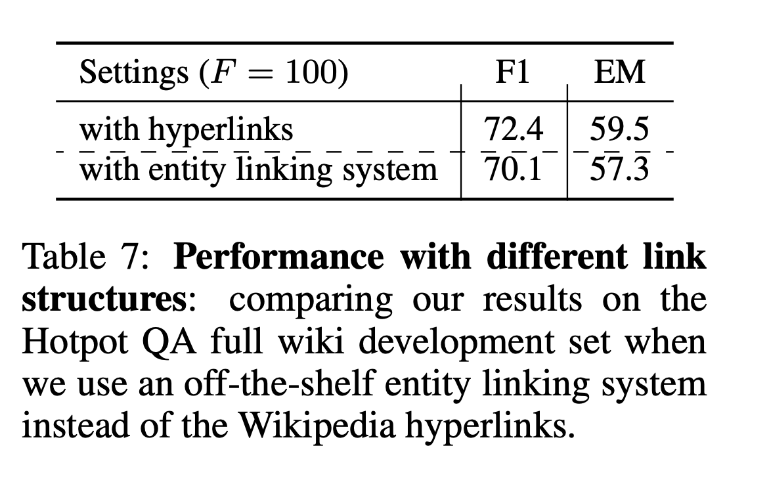 Settings (F = 100) F1 EM
with hyperlinks 72.4 59.5
with entity linking system 70.1 57.3
Table 7: Performance with different link
structures: comparing our results on the
Hotpot QA full wiki development set when
we use an off-the-shelf entity linking system
instead of the Wikipedia hyperlinks.